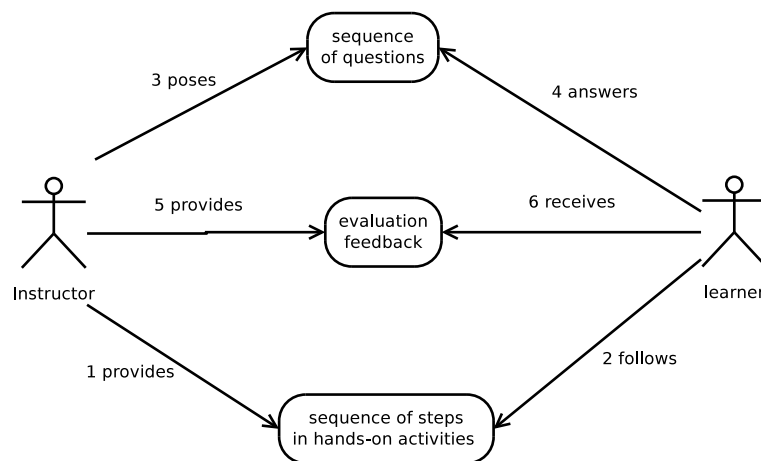 sequence
of questions
3 poses
4 answers
5 provides
6 receives
evaluation
feedback
Instructor
learner
1 provides
2 follows
sequence of steps
in hands-on activities